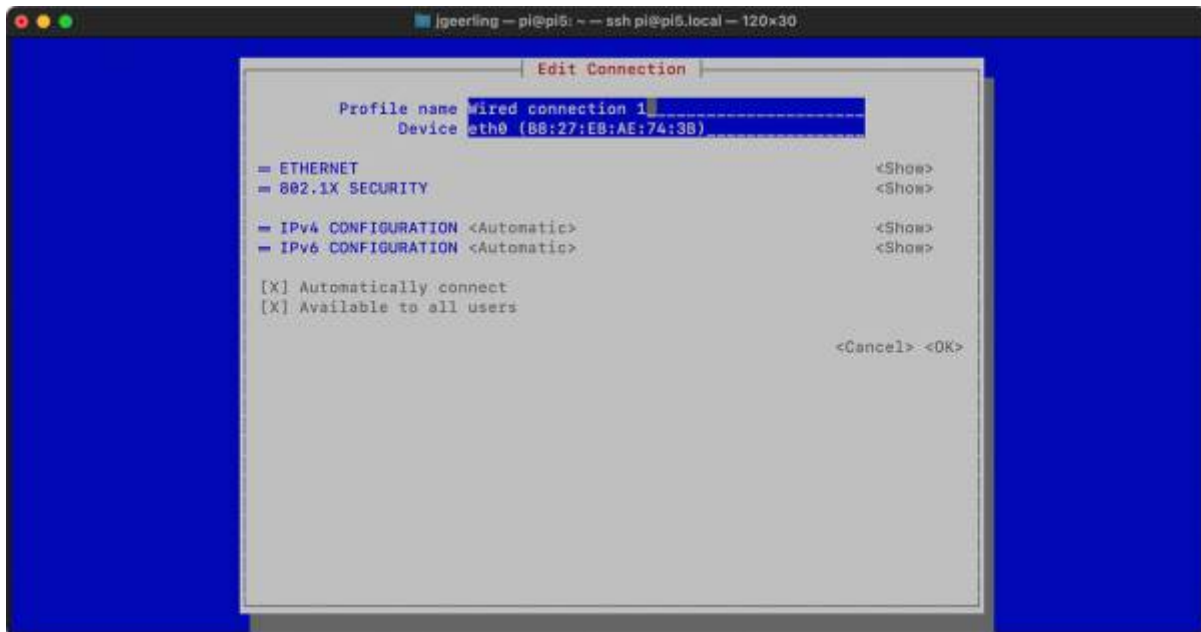 jgeerling — pi@pi5: ~ — ssh pi@pi5.local — 120×30
Edit Connection
Profile name Wired connection 1
Device eth0 (B8:27:EB:AE:74:3B)
= ETHERNET <Show>
= 802.1X SECURITY <Show>
= IPv4 CONFIGURATION <Automatic> <Show>
= IPv6 CONFIGURATION <Automatic> <Show>
[X] Automatically connect
[X] Available to all users
<Cancel> <OK>